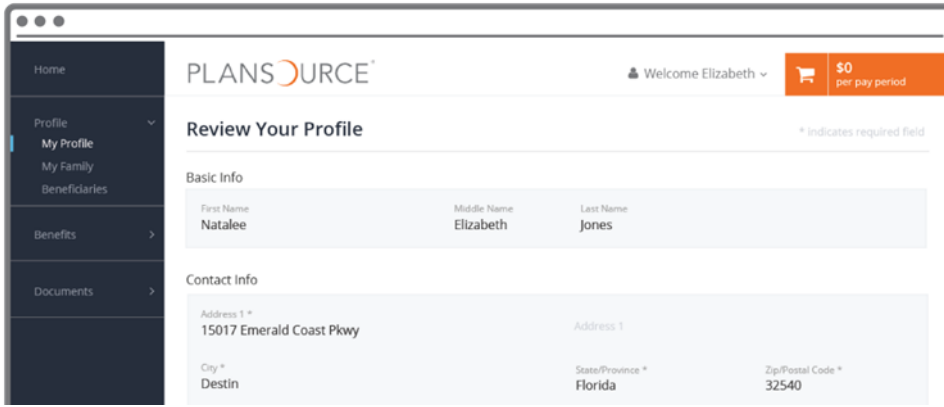 Home
PLANSOURCE
Welcome Elizabeth
$0
per pay period
Profile
My Profile
My Family
Beneficiaries
Benefits
Documents
Review Your Profile
* indicates required field
Basic Info
First Name Middle Name Last Name
Natalee Elizabeth Jones
Contact Info
Address 1 *
15017 Emerald Coast Pkwy Address 1
City * State/Province * Zip/Postal Code *
Destin Florida 32540